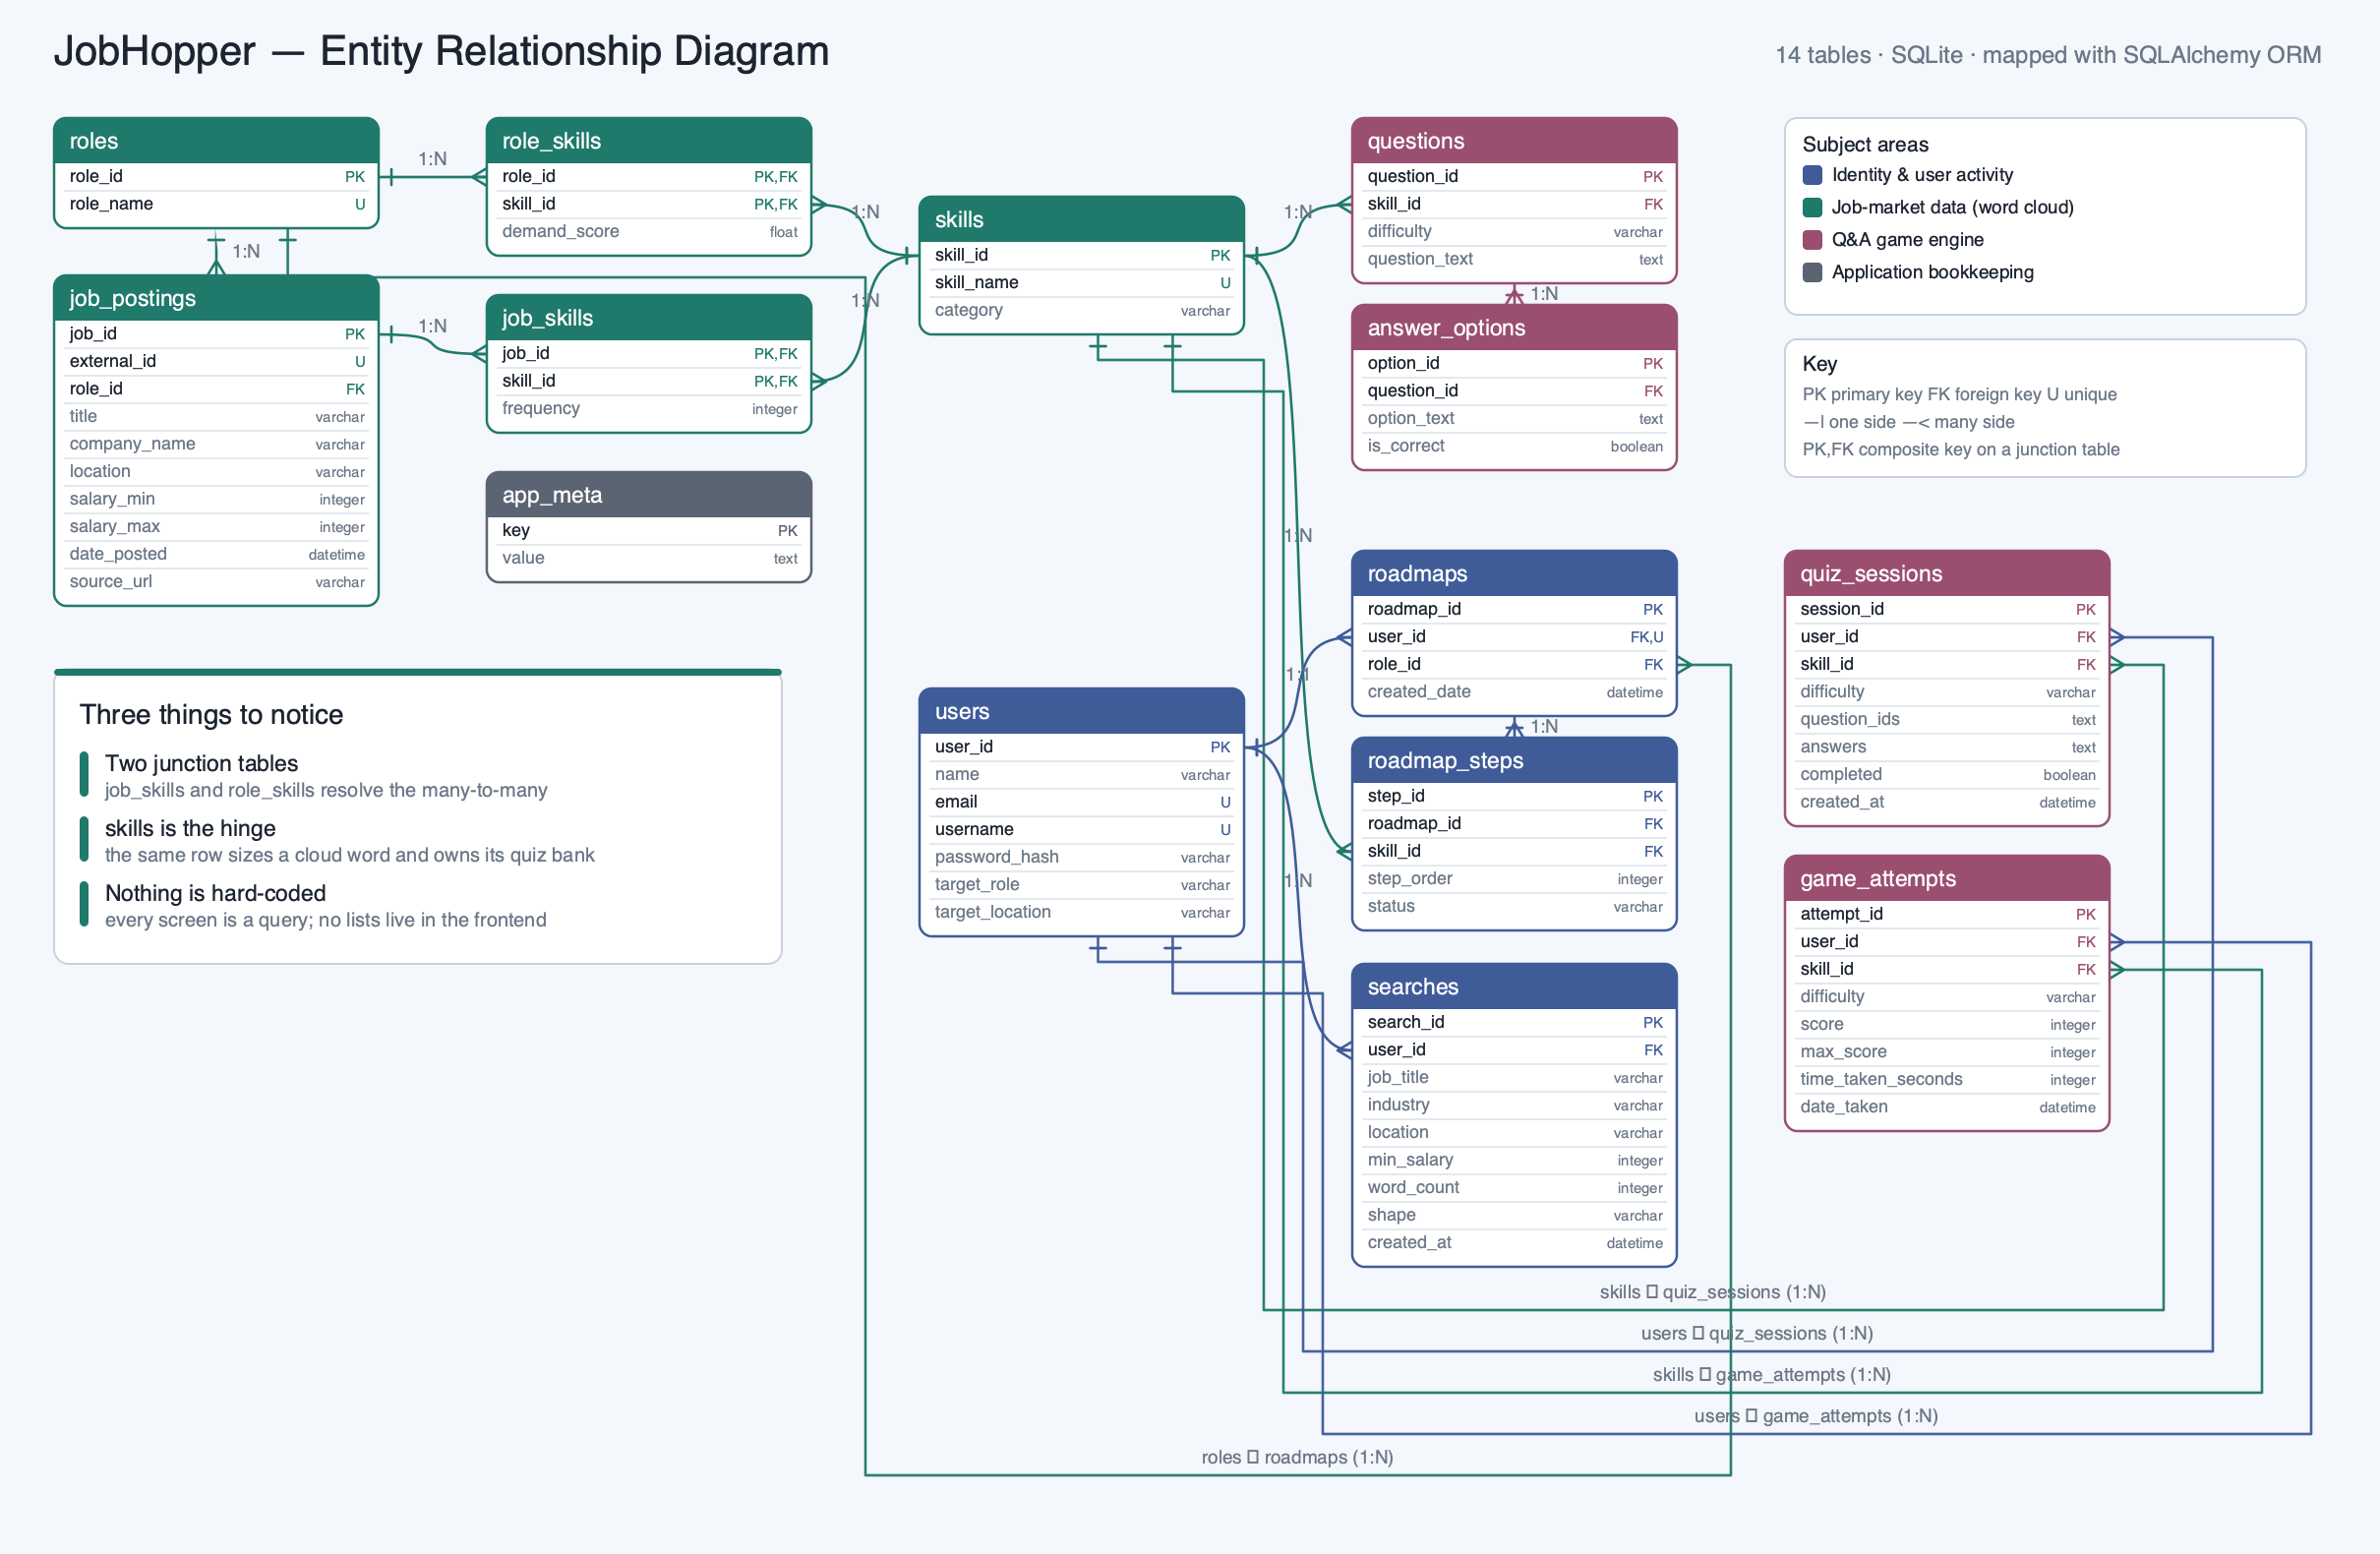 JobHopper — Entity Relationship Diagram
14 tables · SQLite · mapped with SQLAlchemy ORM
roles
role_id PK
role_name U
1:N
1:N
role_skills
role_id PK,FK
skill_id PK,FK
demand_score float
1:N
job_postings
job_id PK
external_id U
role_id FK
title varchar
company_name varchar
location varchar
salary_min integer
salary_max integer
date_posted datetime
source_url varchar
1:N
job_skills
job_id PK,FK
skill_id PK,FK
frequency integer
1:N
app_meta
key PK
value text
skills
skill_id PK
skill_name U
category varchar
1:N
questions
question_id PK
skill_id FK
difficulty varchar
question_text text
1:N
answer_options
option_id PK
question_id FK
option_text text
is_correct boolean
Subject areas
Identity & user activity
Job-market data (word cloud)
Q&A game engine
Application bookkeeping
Key
PK primary key FK foreign key U unique
—| one side —< many side
PK,FK composite key on a junction table
Three things to notice
Two junction tables
job_skills and role_skills resolve the many-to-many
skills is the hinge
the same row sizes a cloud word and owns its quiz bank
Nothing is hard-coded
every screen is a query; no lists live in the frontend
users
user_id PK
name varchar
email U
username U
password_hash varchar
target_role varchar
target_location varchar
1:N
1:1
1:N
roadmaps
roadmap_id PK
user_id FK,U
role_id FK
created_date datetime
1:N
roadmap_steps
step_id PK
roadmap_id FK
skill_id FK
step_order integer
status varchar
searches
search_id PK
user_id FK
job_title varchar
industry varchar
location varchar
min_salary integer
word_count integer
shape varchar
created_at datetime
quiz_sessions
session_id PK
user_id FK
skill_id FK
difficulty varchar
question_ids text
answers text
completed boolean
created_at datetime
game_attempts
attempt_id PK
user_id FK
skill_id FK
difficulty varchar
score integer
max_score integer
time_taken_seconds integer
date_taken datetime
skills □ quiz_sessions (1:N)
users □ quiz_sessions (1:N)
skills □ game_attempts (1:N)
users □ game_attempts (1:N)
roles □ roadmaps (1:N)